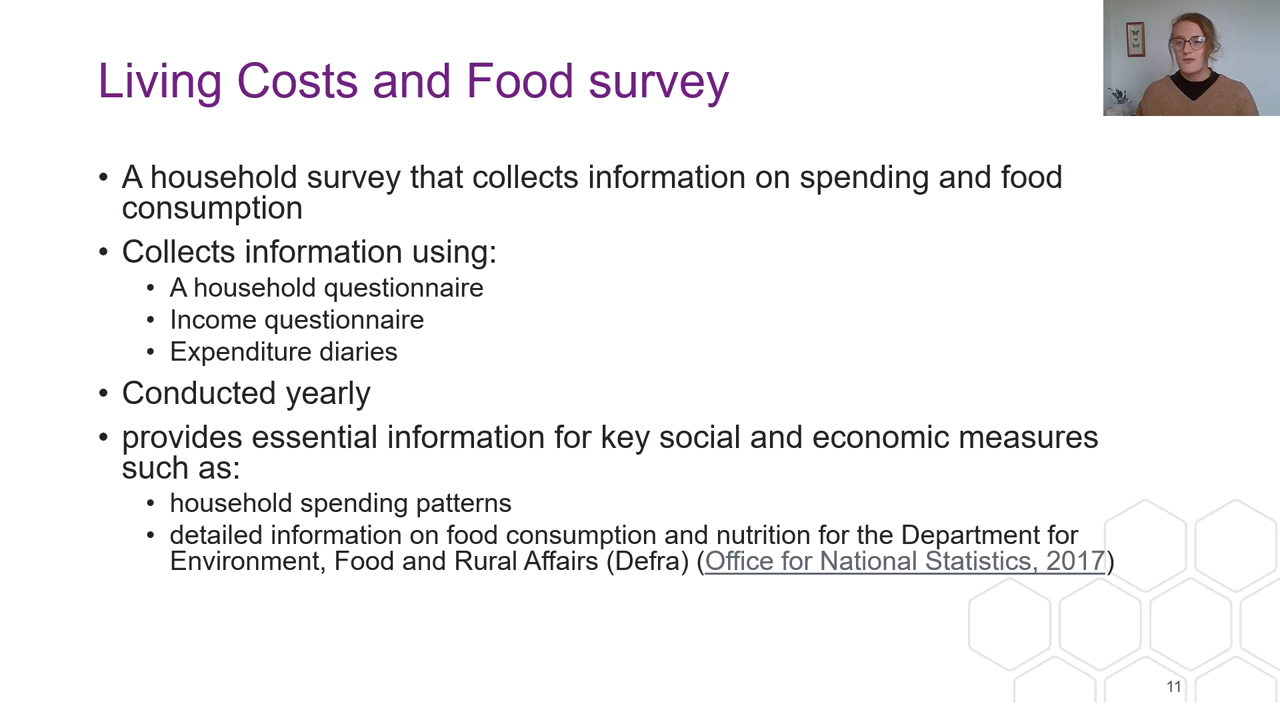 Living Costs and Food survey
• A household survey that collects information on spending and food
consumption
• Collects information using:
• A household questionnaire
• Income questionnaire
• Expenditure diaries
• Conducted yearly
• provides essential information for key social and economic measures
such as:
• household spending patterns
• detailed information on food consumption and nutrition for the Department for
Environment, Food and Rural Affairs (Defra) (Office for National Statistics, 2017)
11